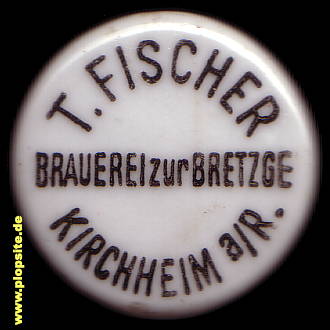 T. FISCHER
BRAUEREI zur BRETZGE
KIRCHHEIM a/R.
© www.plopsite.de